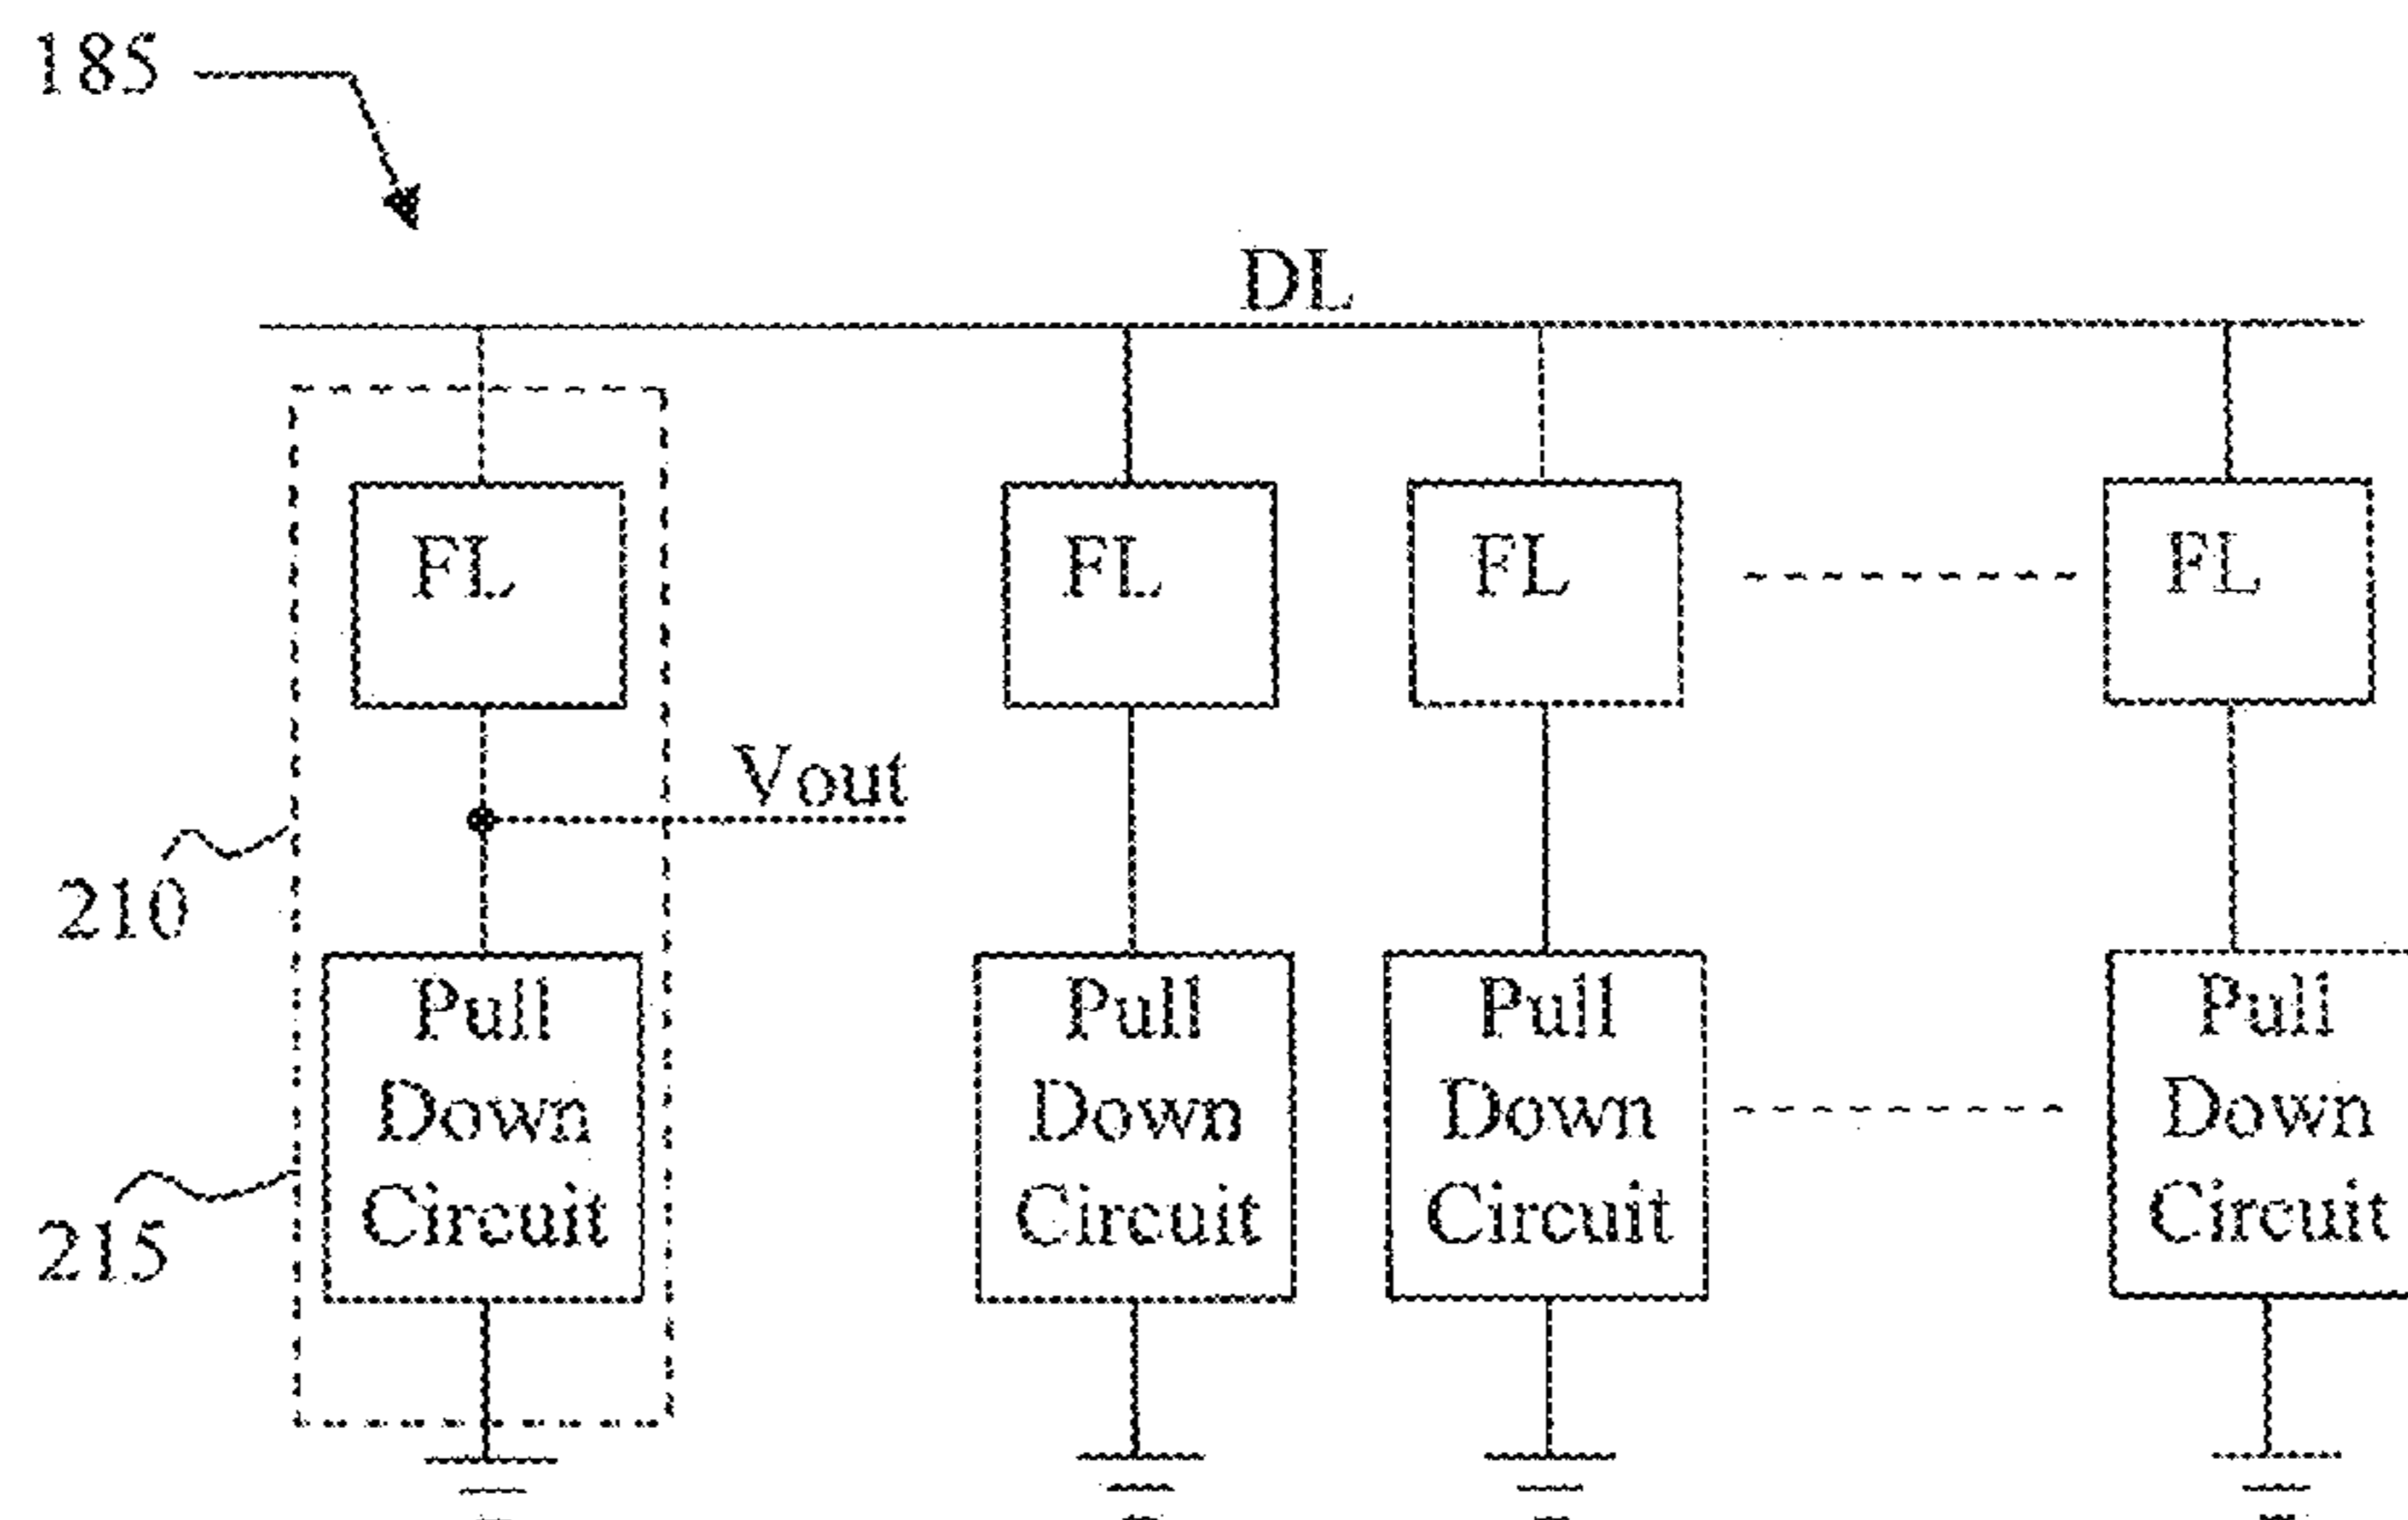 185
DL
FL
FL
FL
FL
Vout
210
Pull
Down
Circuit
Pull
Down
Circuit
Pull
Down
Circuit
Pull
Down
Circuit
215